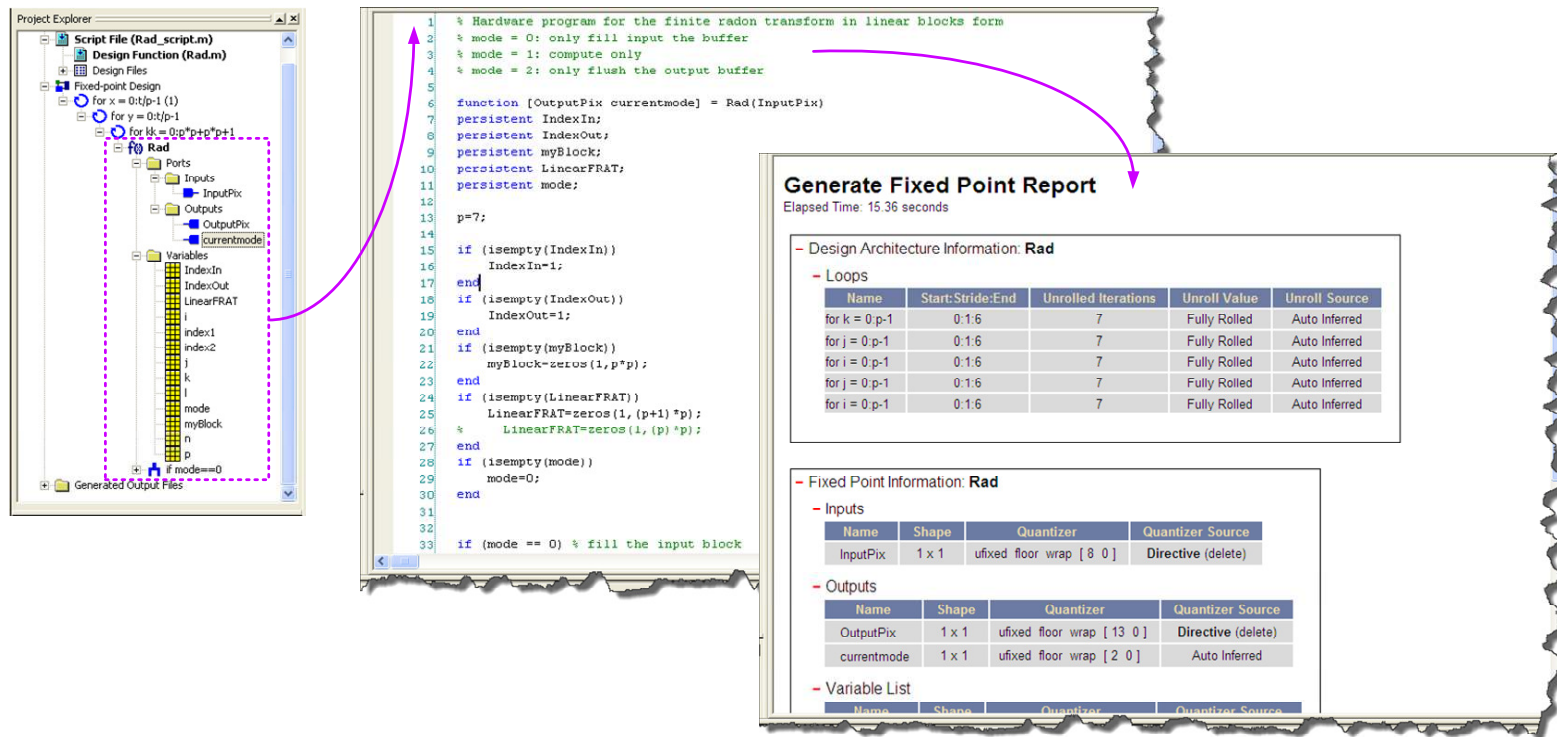 Project Explorer
Script File (Rad_script.m)
Design Function (Rad.m)
Design Files
Fixed-point Design
for x = 0:t/p-1 (1)
for y = 0:t/p-1
for kk = 0:p*p+p*p+1
f() Rad
Ports
Inputs
InputPix
Outputs
OutputPix
currentmode
Variables
IndexIn
IndexOut
LinearFRAT
i
index1
index2
j
k
l
mode
myBlock
n
p
if mode==0
Generated Output Files
1 % Hardware program for the finite radon transform in linear blocks form
2 % mode = 0: only fill input the buffer
3 % mode = 1: compute only
4 % mode = 2: only flush the output buffer
5
6 function [OutputPix currentmode] = Rad(InputPix)
7 persistent IndexIn;
8 persistent IndexOut;
9 persistent myBlock;
10 persistent LinearFRAT;
11 persistent mode;
12
13 p=7;
14
15 if (isempty(IndexIn))
16 IndexIn=1;
17 end
18 if (isempty(IndexOut))
19 IndexOut=1;
20 end
21 if (isempty(myBlock))
22 myBlock=zeros(1,p*p);
23 end
24 if (isempty(LinearFRAT))
25 LinearFRAT=zeros(1,(p+1)*p);
26 % LinearFRAT=zeros(1,(p)*p);
27 end
28 if (isempty(mode))
29 mode=0;
30 end
31
32
33 if (mode == 0) % fill the input block
Generate Fixed Point Report
Elapsed Time: 15.36 seconds
– Design Architecture Information: Rad
– Loops
Name Start:Stride:End Unrolled Iterations Unroll Value Unroll Source
for k = 0:p-1 0:1:6 7 Fully Rolled Auto Inferred
for j = 0:p-1 0:1:6 7 Fully Rolled Auto Inferred
for i = 0:p-1 0:1:6 7 Fully Rolled Auto Inferred
for j = 0:p-1 0:1:6 7 Fully Rolled Auto Inferred
for i = 0:p-1 0:1:6 7 Fully Rolled Auto Inferred
– Fixed Point Information: Rad
– Inputs
Name Shape Quantizer Quantizer Source
InputPix 1 x 1 ufixed floor wrap [ 8 0 ] Directive (delete)
– Outputs
Name Shape Quantizer Quantizer Source
OutputPix 1 x 1 ufixed floor wrap [ 13 0 ] Directive (delete)
currentmode 1 x 1 ufixed floor wrap [ 2 0 ] Auto Inferred
– Variable List
Name Shape Quantizer Quantizer Source